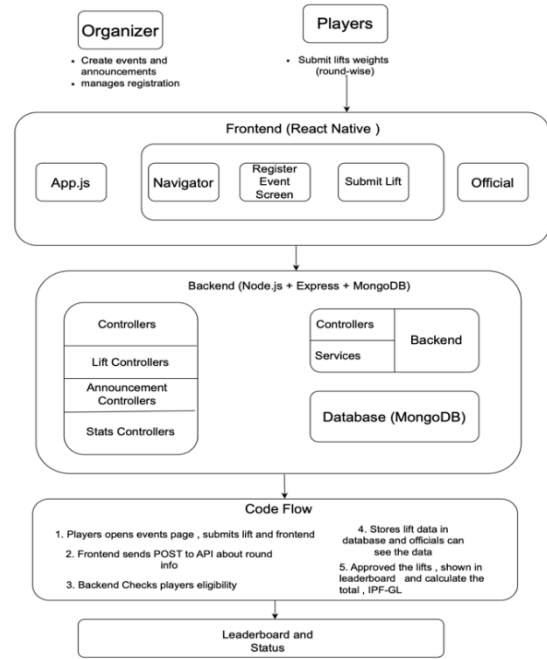 Organizer
• Create events and
announcements
• manages registration
Players
• Submit lifts weights
(round-wise)
Frontend (React Native )
App.js
Navigator
Register
Event
Screen
Submit Lift
Official
Backend (Node.js + Express + MongoDB)
Controllers
Lift Controllers
Announcement
Controllers
Stats Controllers
Controllers
Services
Backend
Database (MongoDB)
Code Flow
1. Players opens events page , submits lift and frontend
2. Frontend sends POST to API about round
info
3. Backend Checks players eligibility
4. Stores lift data in
database and officials can
see the data
5. Approved the lifts , shown in
leaderboard and calculate the
total , IPF-GL
Leaderboard and
Status